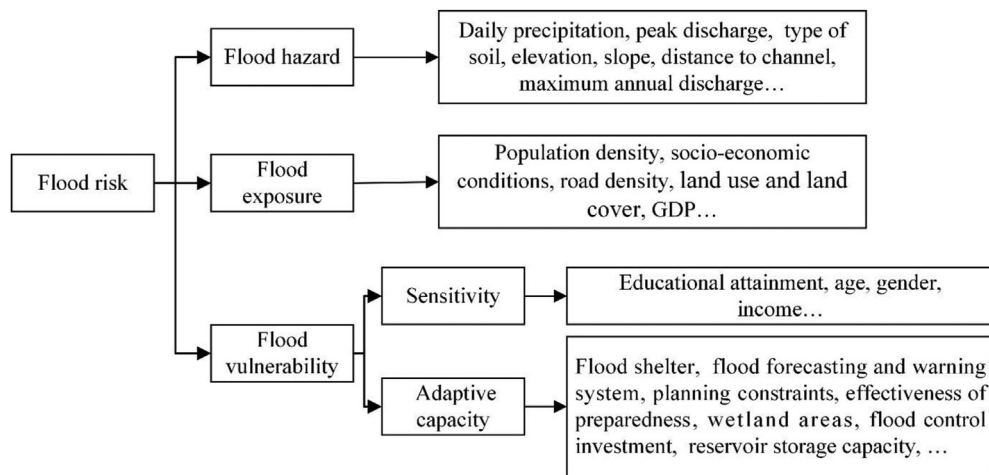 Flood risk
Flood hazard
Daily precipitation, peak discharge, type of
soil, elevation, slope, distance to channel,
maximum annual discharge…
Flood
exposure
Population density, socio-economic
conditions, road density, land use and land
cover, GDP…
Flood
vulnerability
Sensitivity
Educational attainment, age, gender,
income…
Adaptive
capacity
Flood shelter, flood forecasting and warning
system, planning constraints, effectiveness of
preparedness, wetland areas, flood control
investment, reservoir storage capacity, …